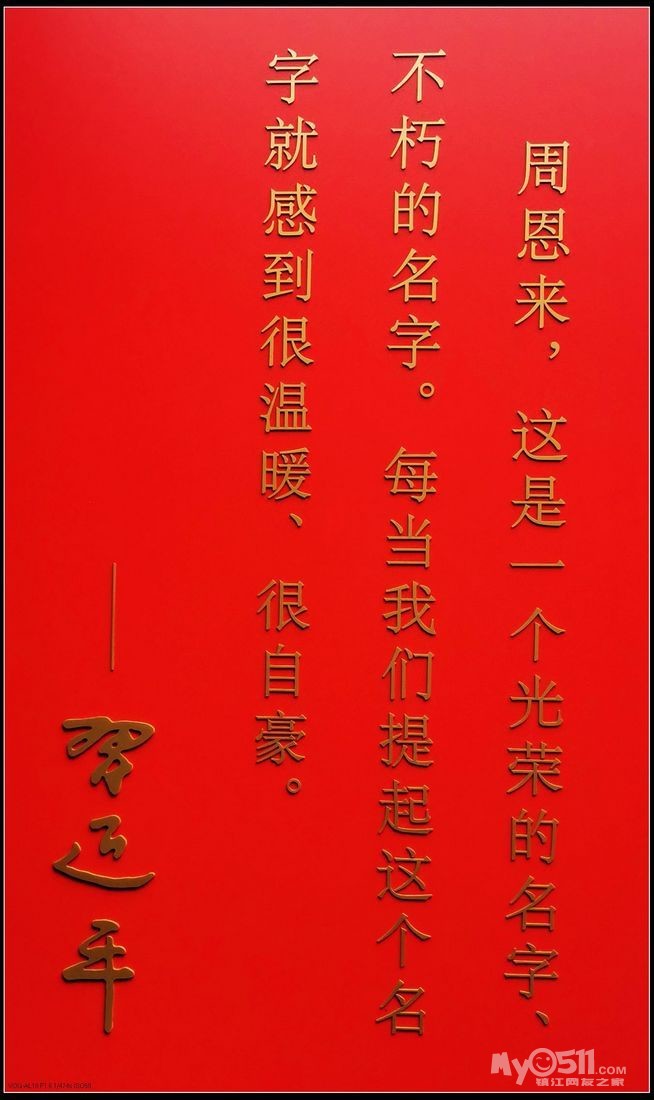 周恩来，这是一个光荣的名字、
不朽的名字。每当我们提起这个名
字就感到很温暖、很自豪。
——习近平
My0511.com
镇江网友之家